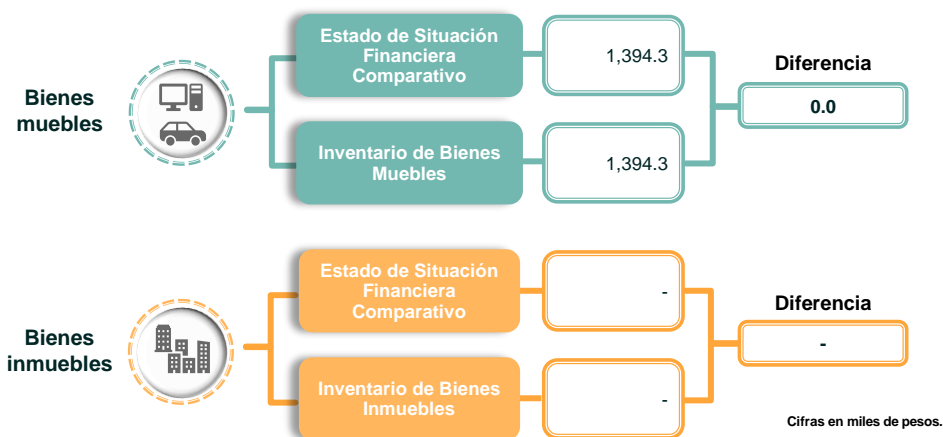 Bienes
muebles
Estado de Situación
Financiera
Comparativo
1,394.3
Inventario de Bienes
Muebles
1,394.3
Diferencia
0.0
Bienes
inmuebles
Estado de Situación
Financiera
Comparativo
-
Inventario de Bienes
Inmuebles
-
Diferencia
-
Cifras en miles de pesos.